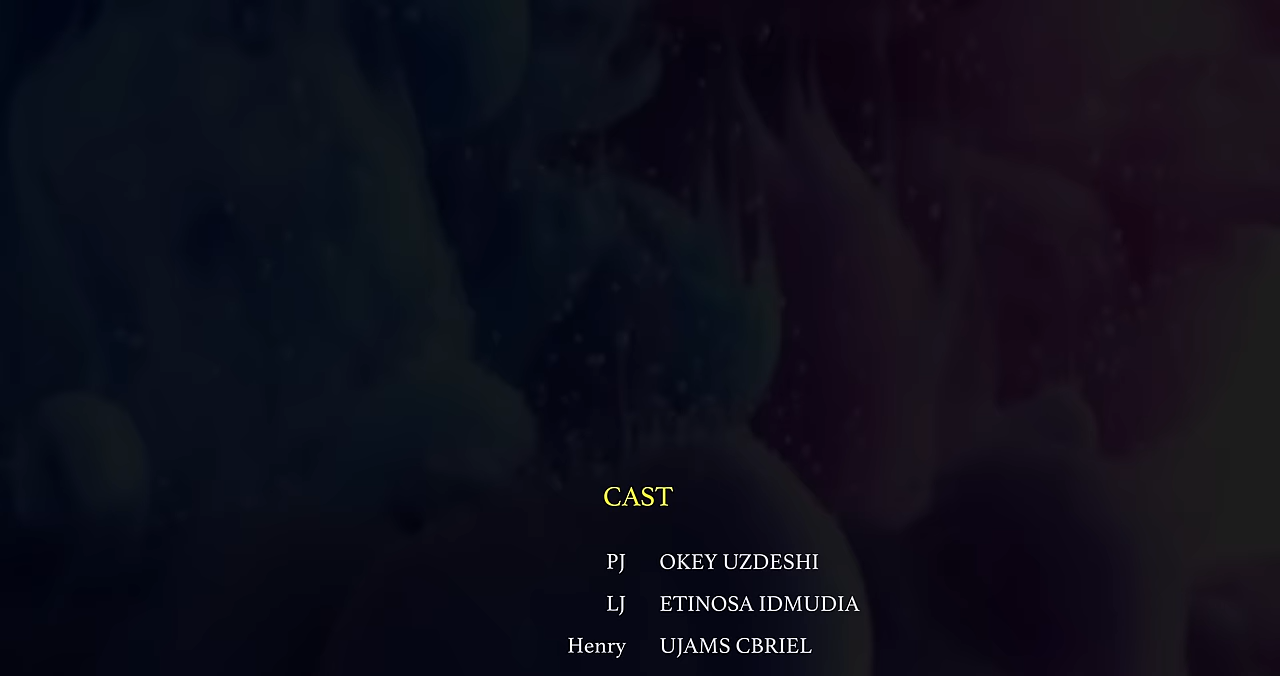 CAST
PJ OKEY UZDESHI
LJ ETINOSA IDMUDIA
Henry UJAMS CBRIEL